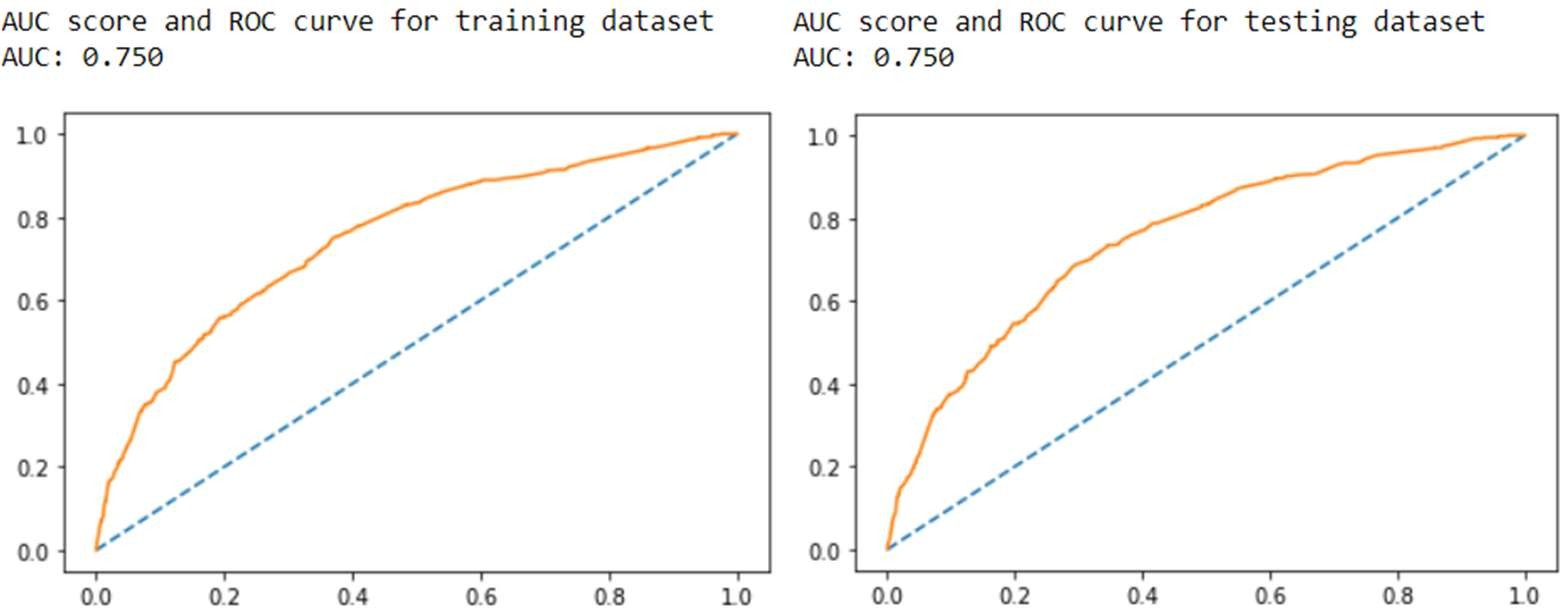 AUC score and ROC curve for training dataset
AUC: 0.750
1.0
0.8
0.6
0.4
0.2
0.0
0.0 0.2 0.4 0.6 0.8 1.0
AUC score and ROC curve for testing dataset
AUC: 0.750
1.0
0.8
0.6
0.4
0.2
0.0
0.0 0.2 0.4 0.6 0.8 1.0